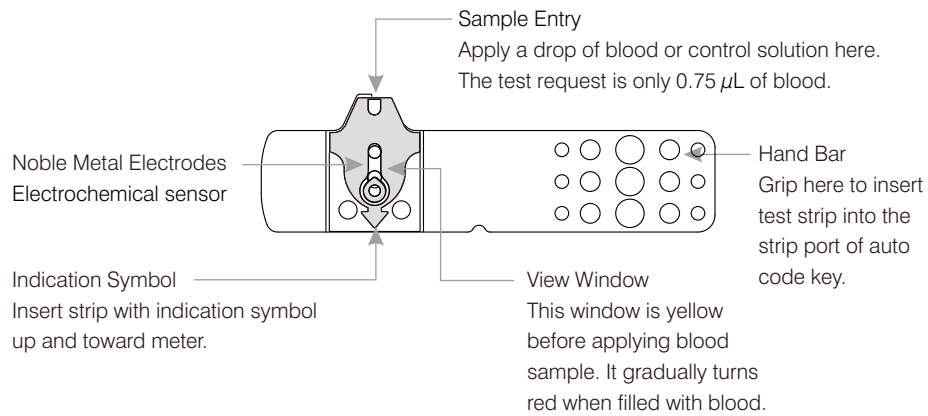 Sample Entry
Apply a drop of blood or control solution here.
The test request is only 0.75 µL of blood.
Noble Metal Electrodes
Electrochemical sensor
Hand Bar
Grip here to insert
test strip into the
strip port of auto
code key.
Indication Symbol
Insert strip with indication symbol
up and toward meter.
View Window
This window is yellow
before applying blood
sample. It gradually turns
red when filled with blood.